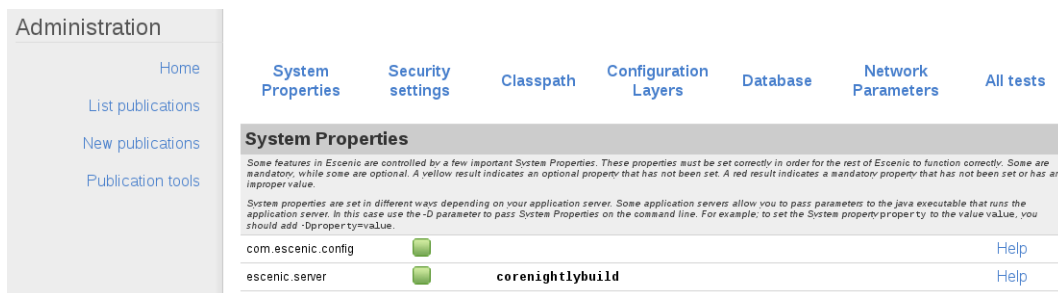 Administration
Home
List publications
New publications
Publication tools
System Properties
Security settings
Classpath
Configuration Layers
Database
Network Parameters
All tests
System Properties
Some features in Escenic are controlled by a few important System Properties. These properties must be set correctly in order for the rest of Escenic to function correctly. Some are
mandatory, while some are optional. A yellow result indicates an optional property that has not been set. A red result indicates a mandatory property that has not been set or has an
improper value.
System properties are set in different ways depending on your application server. Some application servers allow you to pass parameters to the java executable that runs the
application server. In this case use the -D parameter to pass System Properties on the command line. For example; to set the System property property to the value value, you
should add -Dproperty=value.
com.escenic.config Help
escenic.server corenightlybuild Help